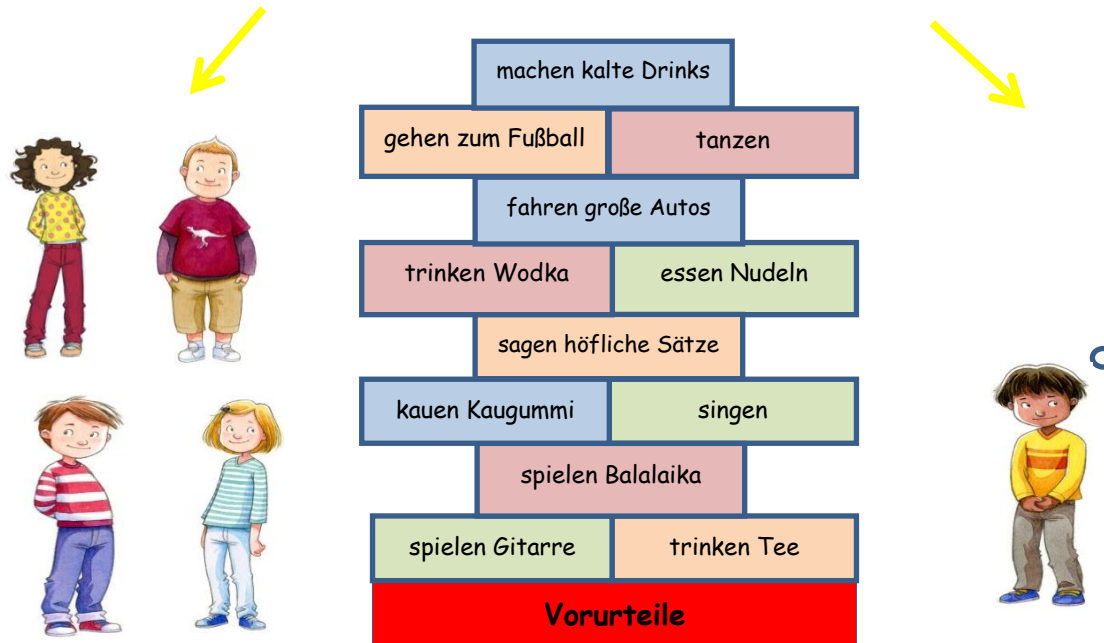 machen kalte Drinks
gehen zum Fußball
tanzen
fahren große Autos
trinken Wodka
essen Nudeln
sagen höfliche Sätze
kauen Kaugummi
singen
spielen Balalaika
spielen Gitarre
trinken Tee
Vorurteile